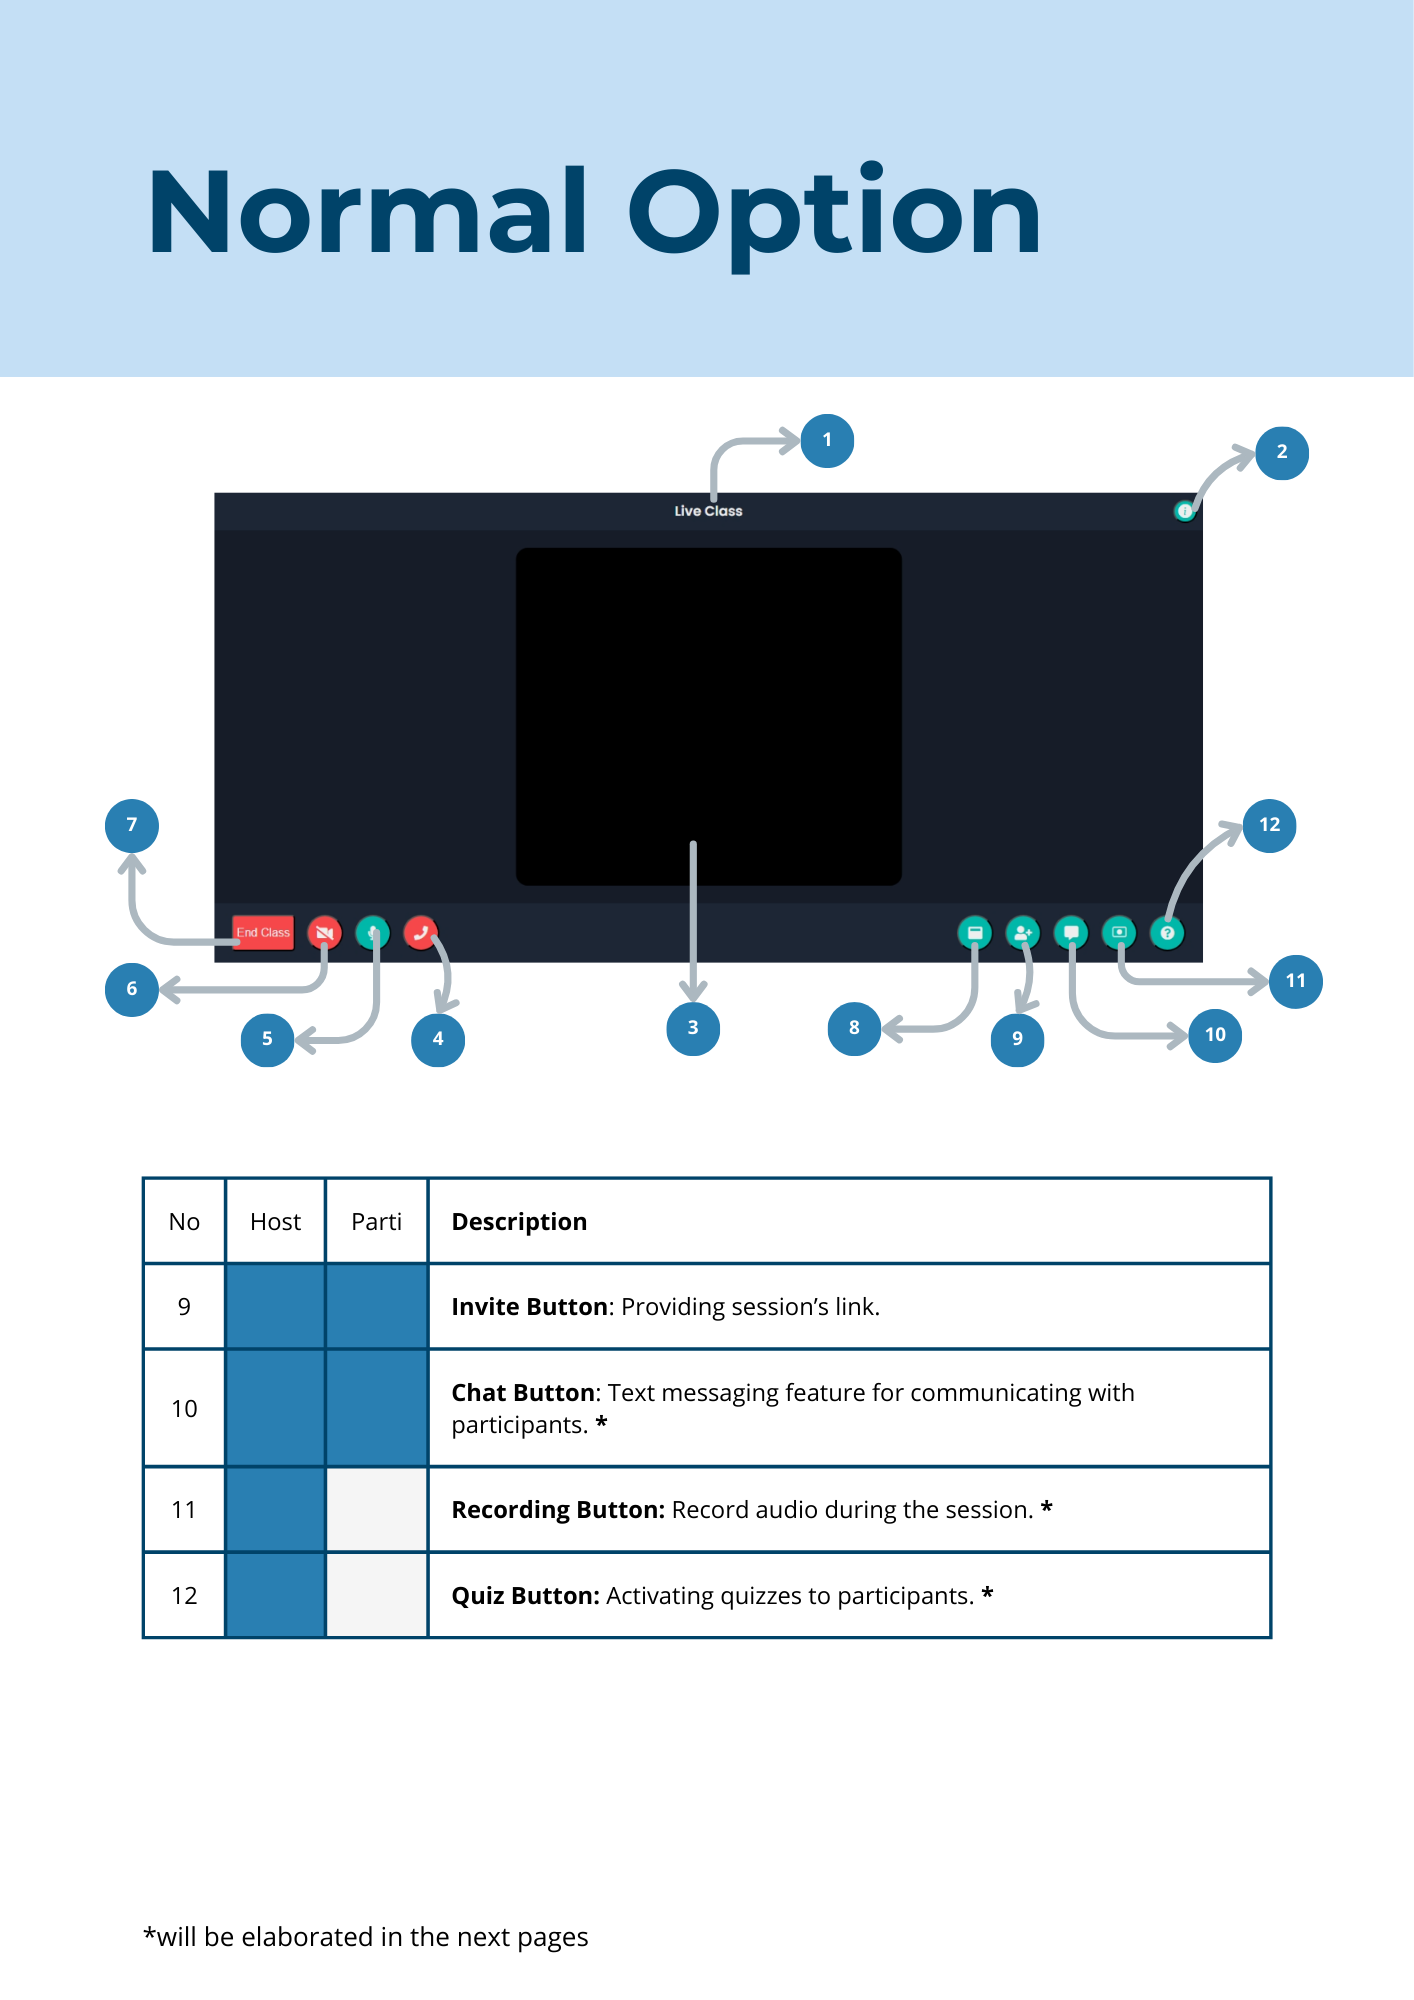 Normal Option
1
2
Live Class
7
12
End Class
6
11
5
4
3
8
9
10
No Host Parti Description
9 Invite Button: Providing session’s link.
10 Chat Button: Text messaging feature for communicating with
participants. *
11 Recording Button: Record audio during the session. *
12 Quiz Button: Activating quizzes to participants. *
*will be elaborated in the next pages